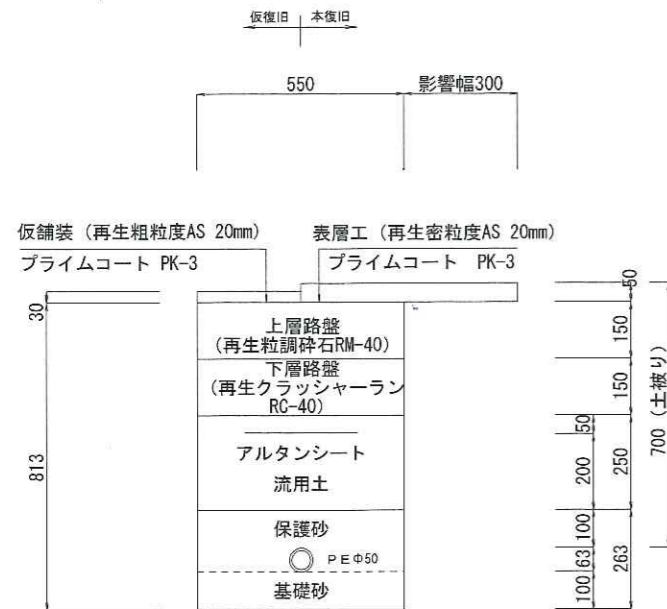 仮復旧 本復旧
550
影響幅300
仮舗装（再生粗粒度AS 20mm）
プライムコート PK-3
表層工（再生密粒度AS 20mm）
プライムコート PK-3
30
813
上層路盤
（再生粒調砕石RM-40）
下層路盤
（再生クラッシャーラン
RC-40）
アルタンシート
流用土
保護砂
PEΦ50
基礎砂
50
200
100
63
100
50
150
150
250
263
700（土被り）